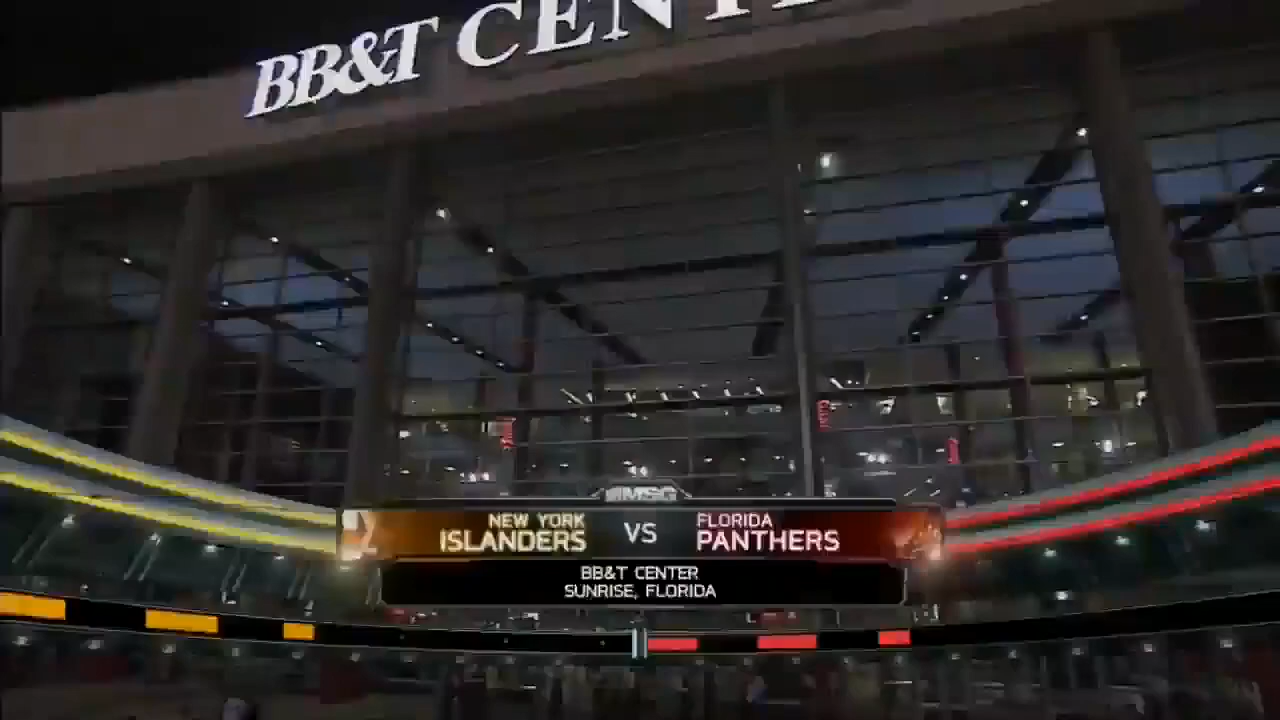 BB&T CENT
MSG
NEW YORK
ISLANDERS
VS
FLORIDA
PANTHERS
BB&T CENTER
SUNRISE, FLORIDA